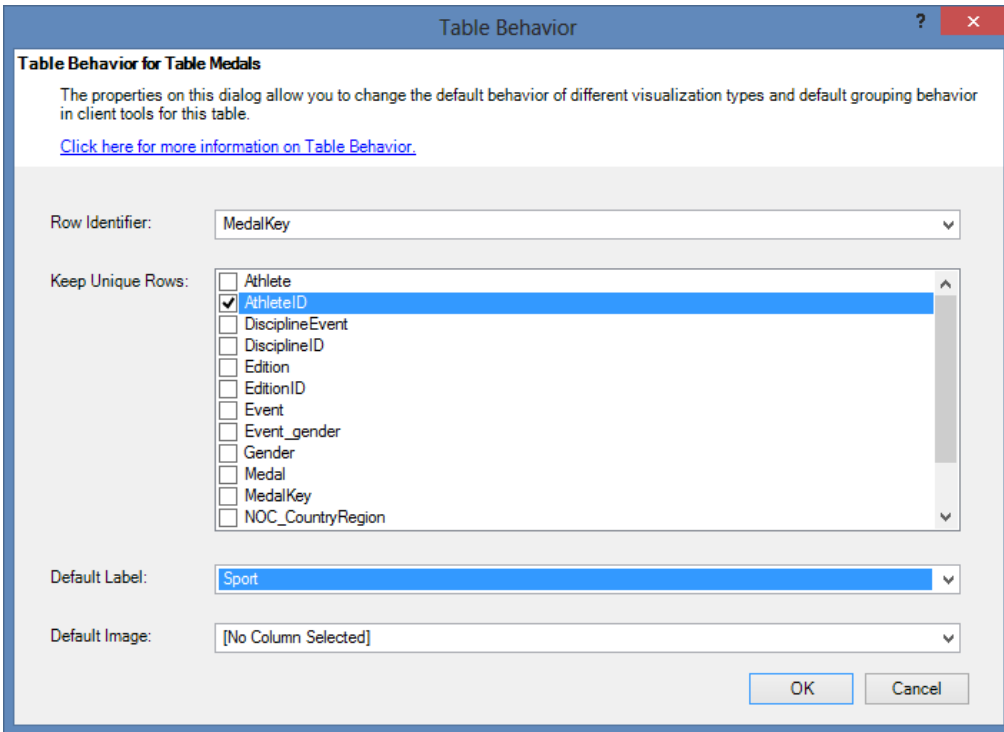 Table Behavior
?
×
Table Behavior for Table Medals
The properties on this dialog allow you to change the default behavior of different visualization types and default grouping behavior
in client tools for this table.
Click here for more information on Table Behavior.
Row Identifier:
MedalKey
Keep Unique Rows:
Athlete
AthleteID
DisciplineEvent
DisciplineID
Edition
EditionID
Event
Event_gender
Gender
Medal
MedalKey
NOC_CountryRegion
Default Label:
Sport
Default Image:
[No Column Selected]
OK
Cancel